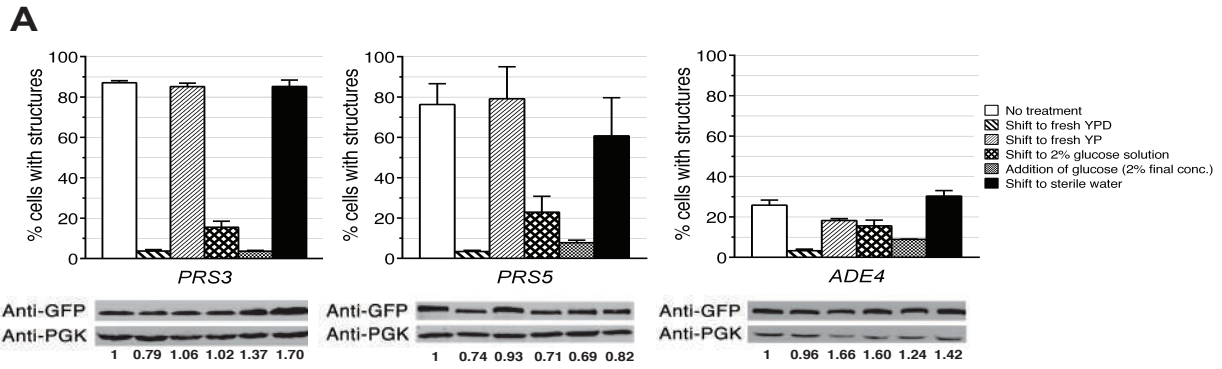 A
100
80
60
40
20
0
% cells with structures
PRS3
100
80
60
40
20
0
% cells with structures
PRS5
100
80
60
40
20
0
% cells with structures
ADE4
No treatment
Shift to fresh YPD
Shift to fresh YP
Shift to 2% glucose solution
Addition of glucose (2% final conc.)
Shift to sterile water
Anti-GFP
Anti-PGK
1 0.79 1.06 1.02 1.37 1.70
Anti-GFP
Anti-PGK
1 0.74 0.93 0.71 0.69 0.82
Anti-GFP
Anti-PGK
1 0.96 1.66 1.60 1.24 1.42